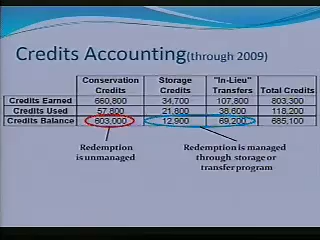 Credits Accounting(through 2009)
Conservation Credits Storage Credits "In-Lieu" Transfers Total Credits
Credits Earned 660,800 34,700 107,800 803,300
Credits Used 57,800 21,800 38,600 118,200
Credits Balance 603,000 12,900 69,200 685,100
Redemption
is unmanaged
Redemption is managed
through storage or
transfer program